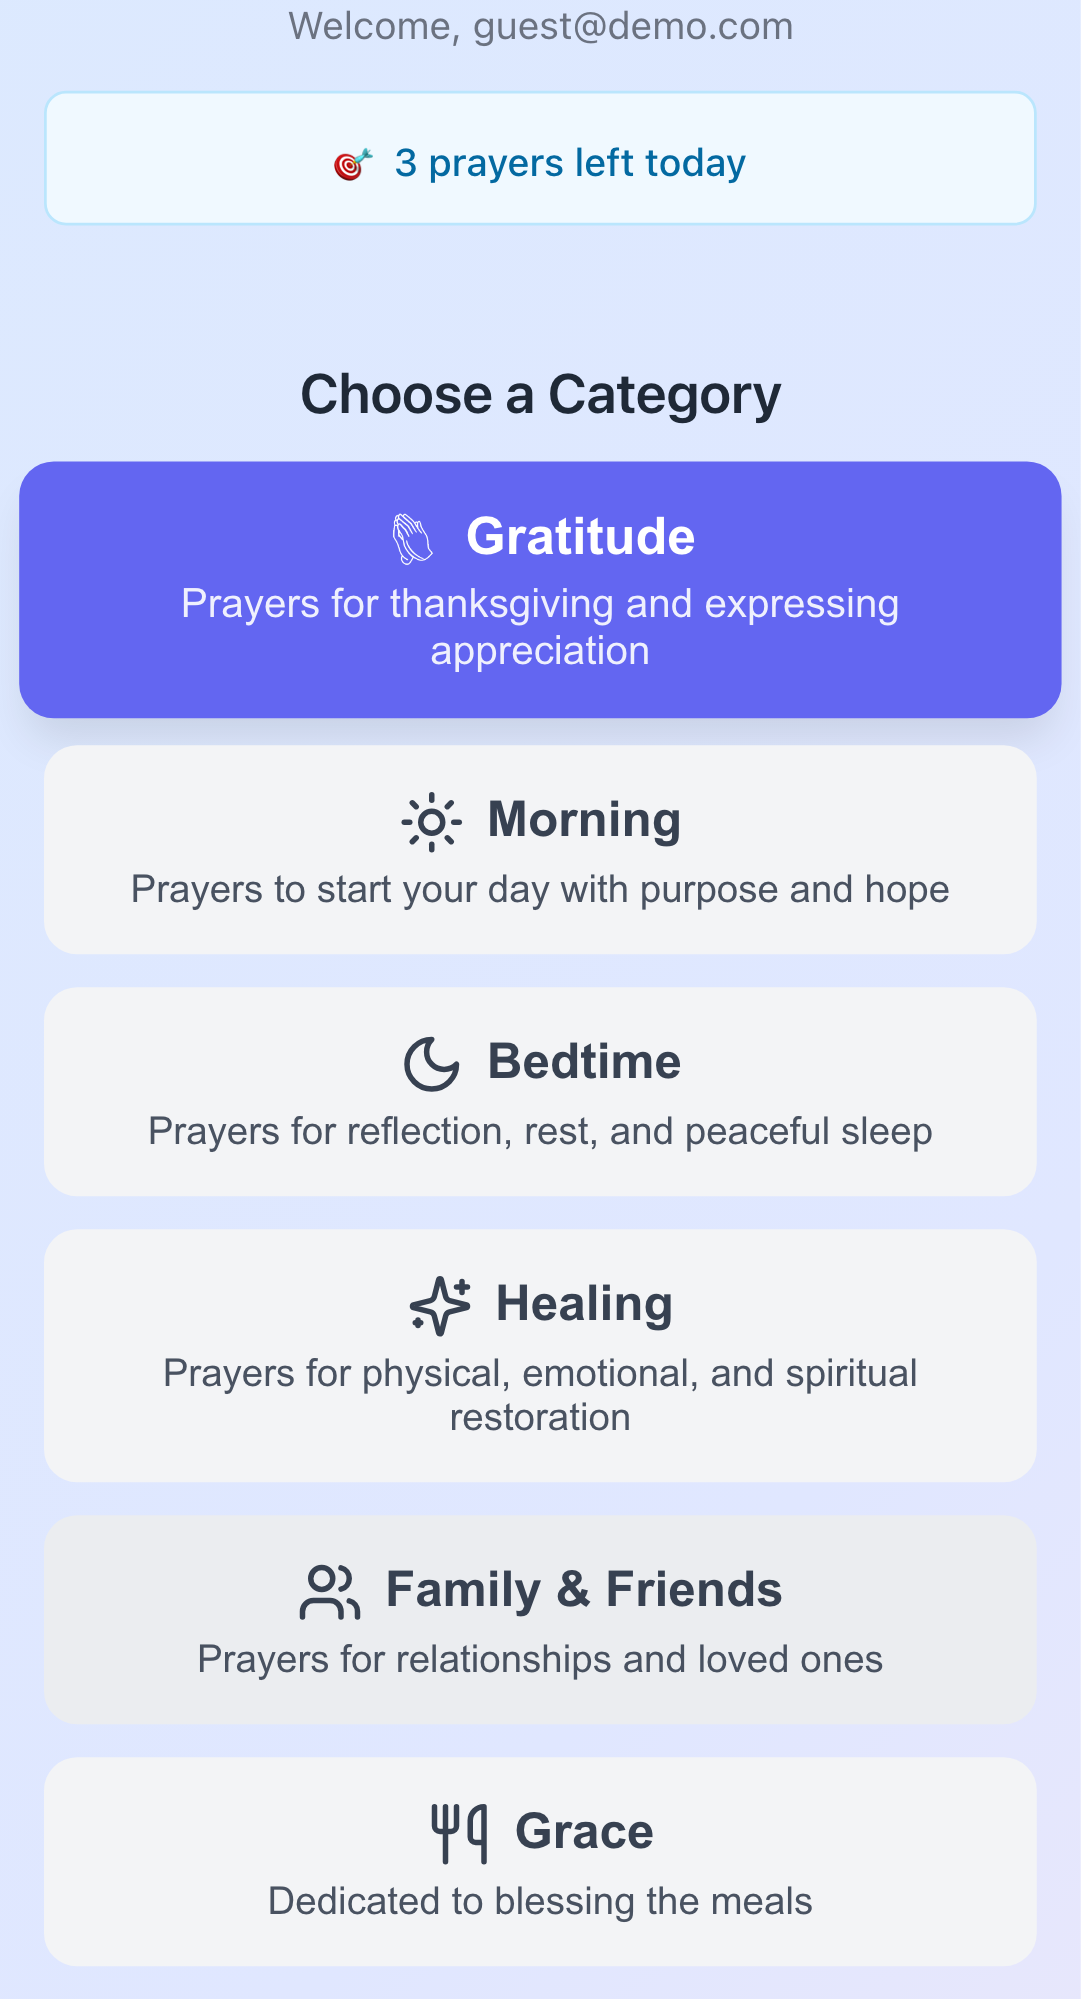 Welcome, guest@demo.com
🎯 3 prayers left today
Choose a Category
Gratitude
Prayers for thanksgiving and expressing
appreciation
Morning
Prayers to start your day with purpose and hope
Bedtime
Prayers for reflection, rest, and peaceful sleep
Healing
Prayers for physical, emotional, and spiritual
restoration
Family & Friends
Prayers for relationships and loved ones
Grace
Dedicated to blessing the meals